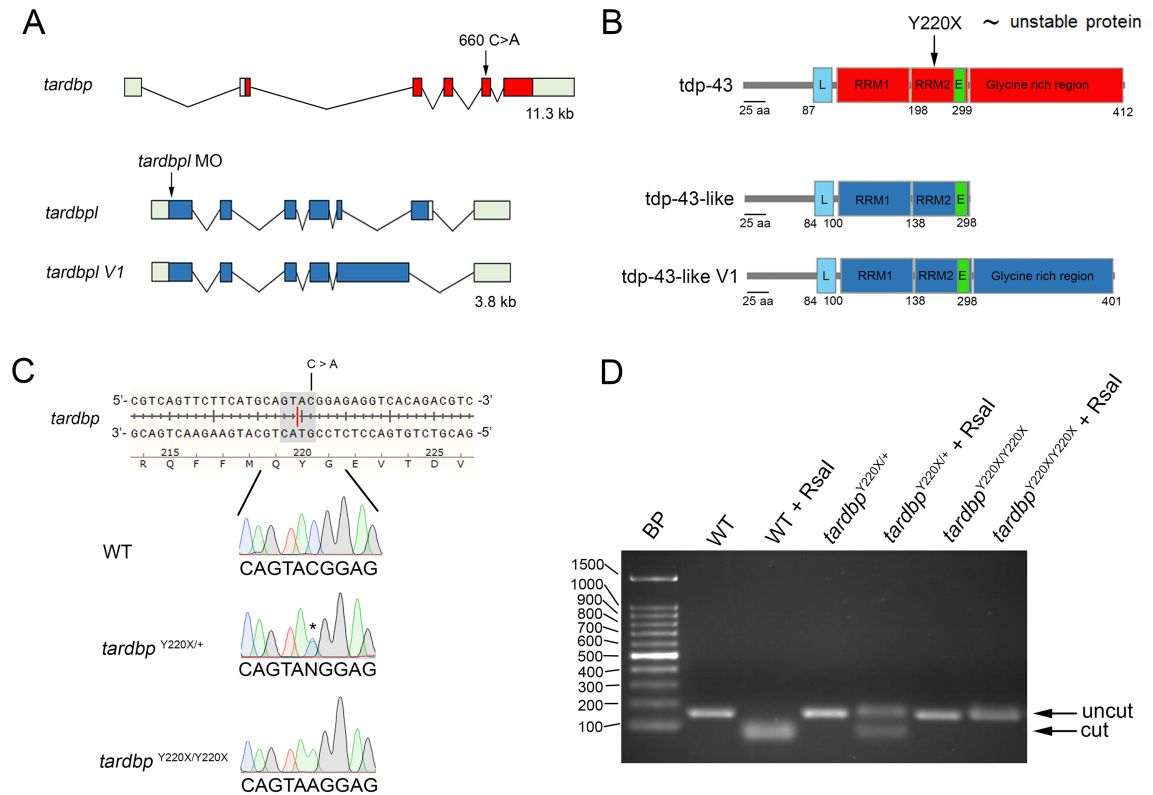 A
660 C>A
tardbp
11.3 kb
tardbpl MO
tardbpl
tardbpl V1
3.8 kb
B
Y220X ~ unstable protein
tdp-43
L RRM1 RRM2 E Glycine rich region
25 aa 87 198 299 412
tdp-43-like
L RRM1 RRM2 E
25 aa 84 100 138 298
tdp-43-like V1
L RRM1 RRM2 E Glycine rich region
25 aa 84 100 138 298 401
C
C > A
5'- CGTCAGTTCTTCATGCAGTACGGAGAGGTCACAGACGTC -3'
tardbp
3'- GCAGTCAAGAAGTACGTCATGCCTCTCCAGTGTCTGCAG -5'
215 220 225
R Q F F M Q Y G E V T D V
WT
CAGTACGGAG
*
tardbp Y220X/+
CAGTANGGAG
tardbp Y220X/Y220X
CAGTAAGGAG
D
BP
WT
WT + RsaI
tardbp Y220X/+
tardbp Y220X/+ + RsaI
tardbp Y220X/Y220X
tardbp Y220X/Y220X + RsaI
1500
1000
900
800
700
600
500
400
300
200
100
uncut
cut